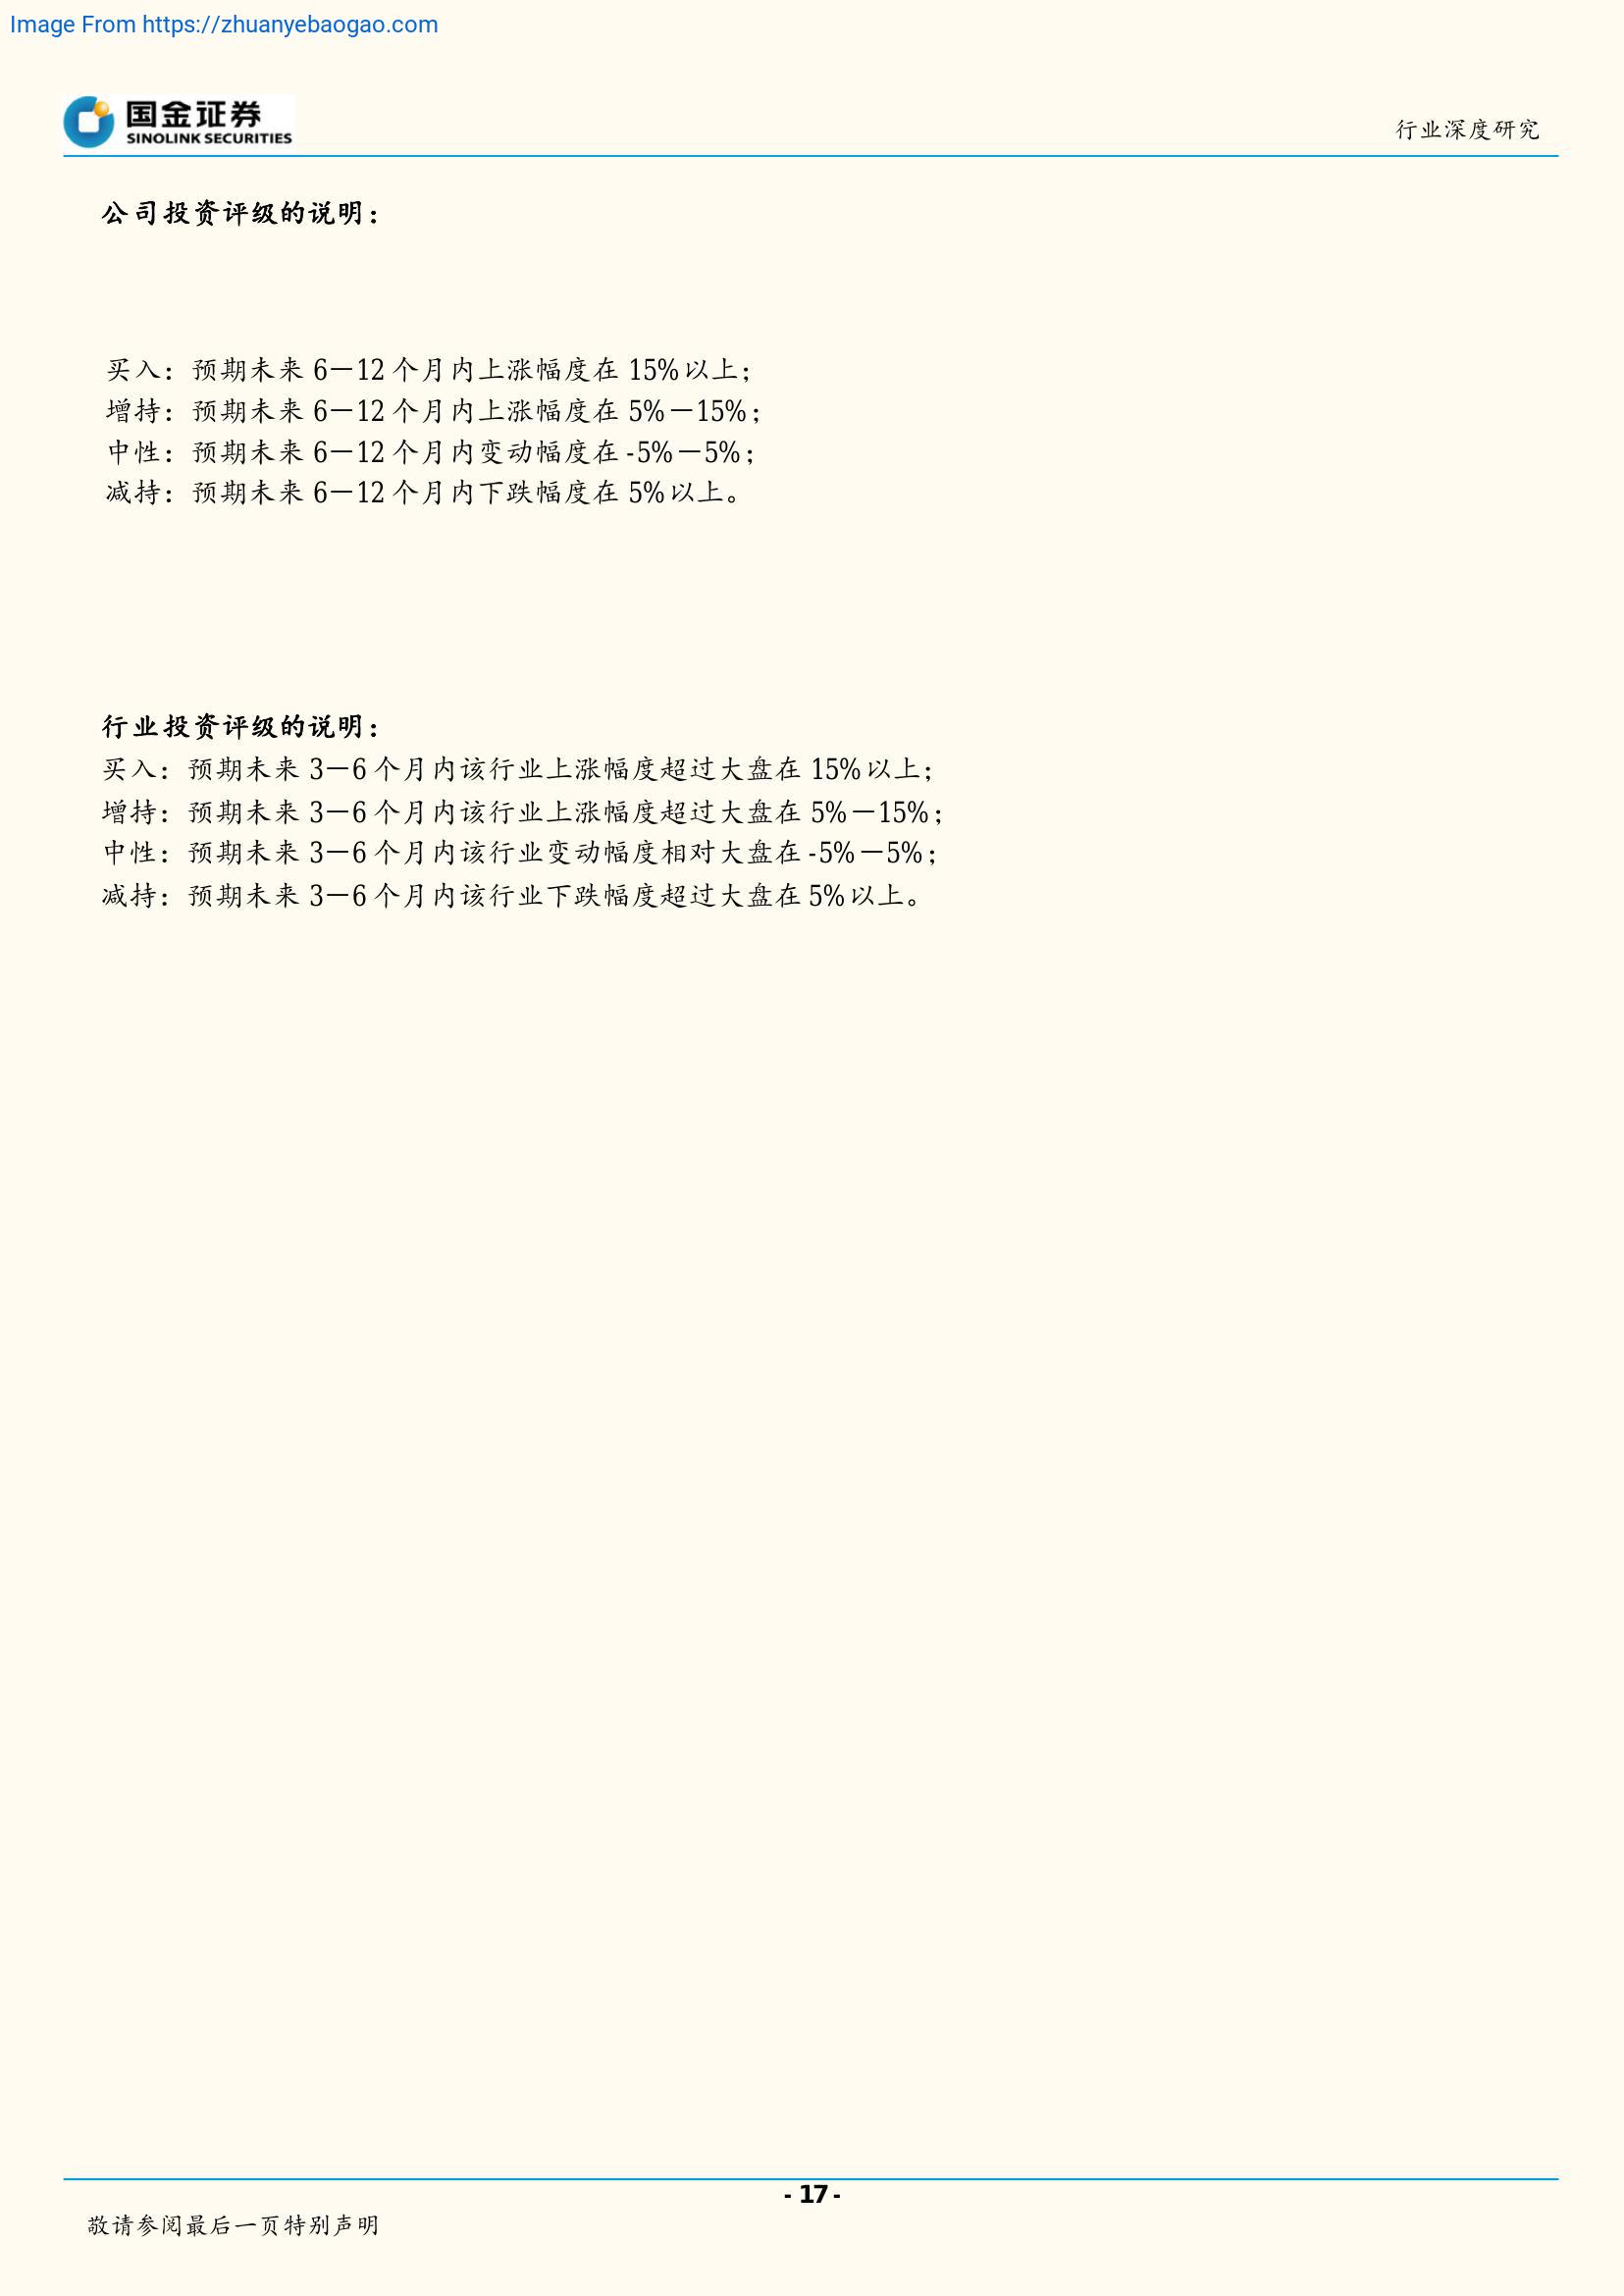 Image From https://zhuanyebaogao.com
国金证券
SINOLINK SECURITIES
行业深度研究
公司投资评级的说明：
买入：预期未来 6－12 个月内上涨幅度在 15%以上；
增持：预期未来 6－12 个月内上涨幅度在 5%－15%；
中性：预期未来 6－12 个月内变动幅度在 -5%－5%；
减持：预期未来 6－12 个月内下跌幅度在 5%以上。
行业投资评级的说明：
买入：预期未来 3－6 个月内该行业上涨幅度超过大盘在 15%以上；
增持：预期未来 3－6 个月内该行业上涨幅度超过大盘在 5%－15%；
中性：预期未来 3－6 个月内该行业变动幅度相对大盘在 -5%－5%；
减持：预期未来 3－6 个月内该行业下跌幅度超过大盘在 5%以上。
- 17 -
敬请参阅最后一页特别声明